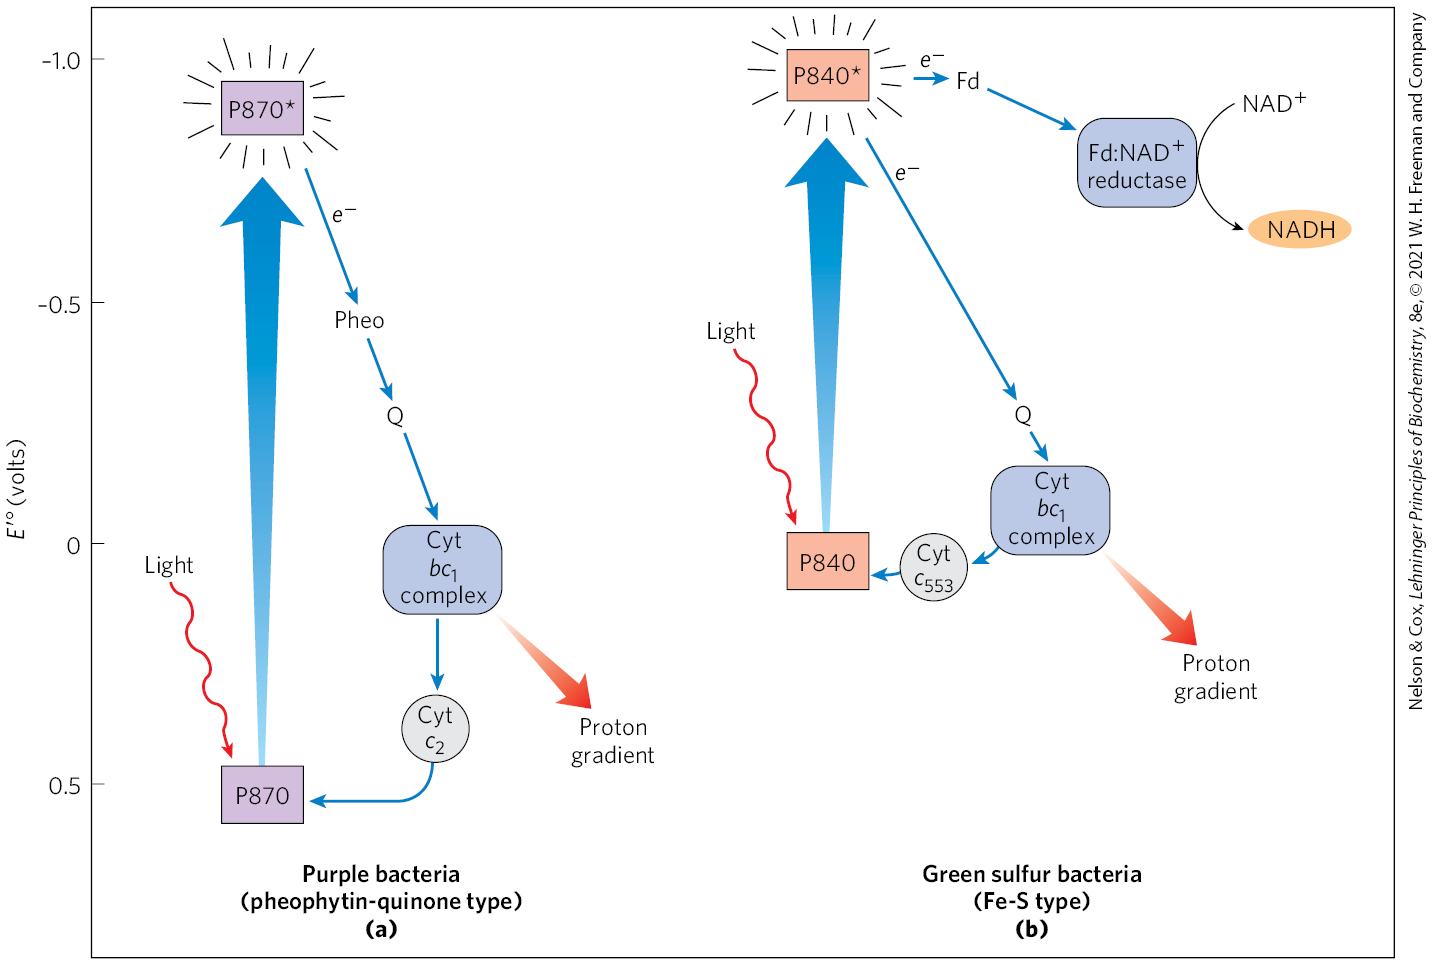 E′° (volts)
-1.0
-0.5
0
0.5
P870*
e−
Pheo
Q
Cyt
bc1
complex
Cyt
c2
Proton
gradient
Light
P870
Purple bacteria
(pheophytin-quinone type)
(a)
P840*
e−
Fd
Fd:NAD+
reductase
NAD+
NADH
e−
Light
Q
Cyt
bc1
complex
Cyt
c553
P840
Proton
gradient
Green sulfur bacteria
(Fe-S type)
(b)
Nelson & Cox, Lehninger Principles of Biochemistry, 8e, © 2021 W. H. Freeman and Company